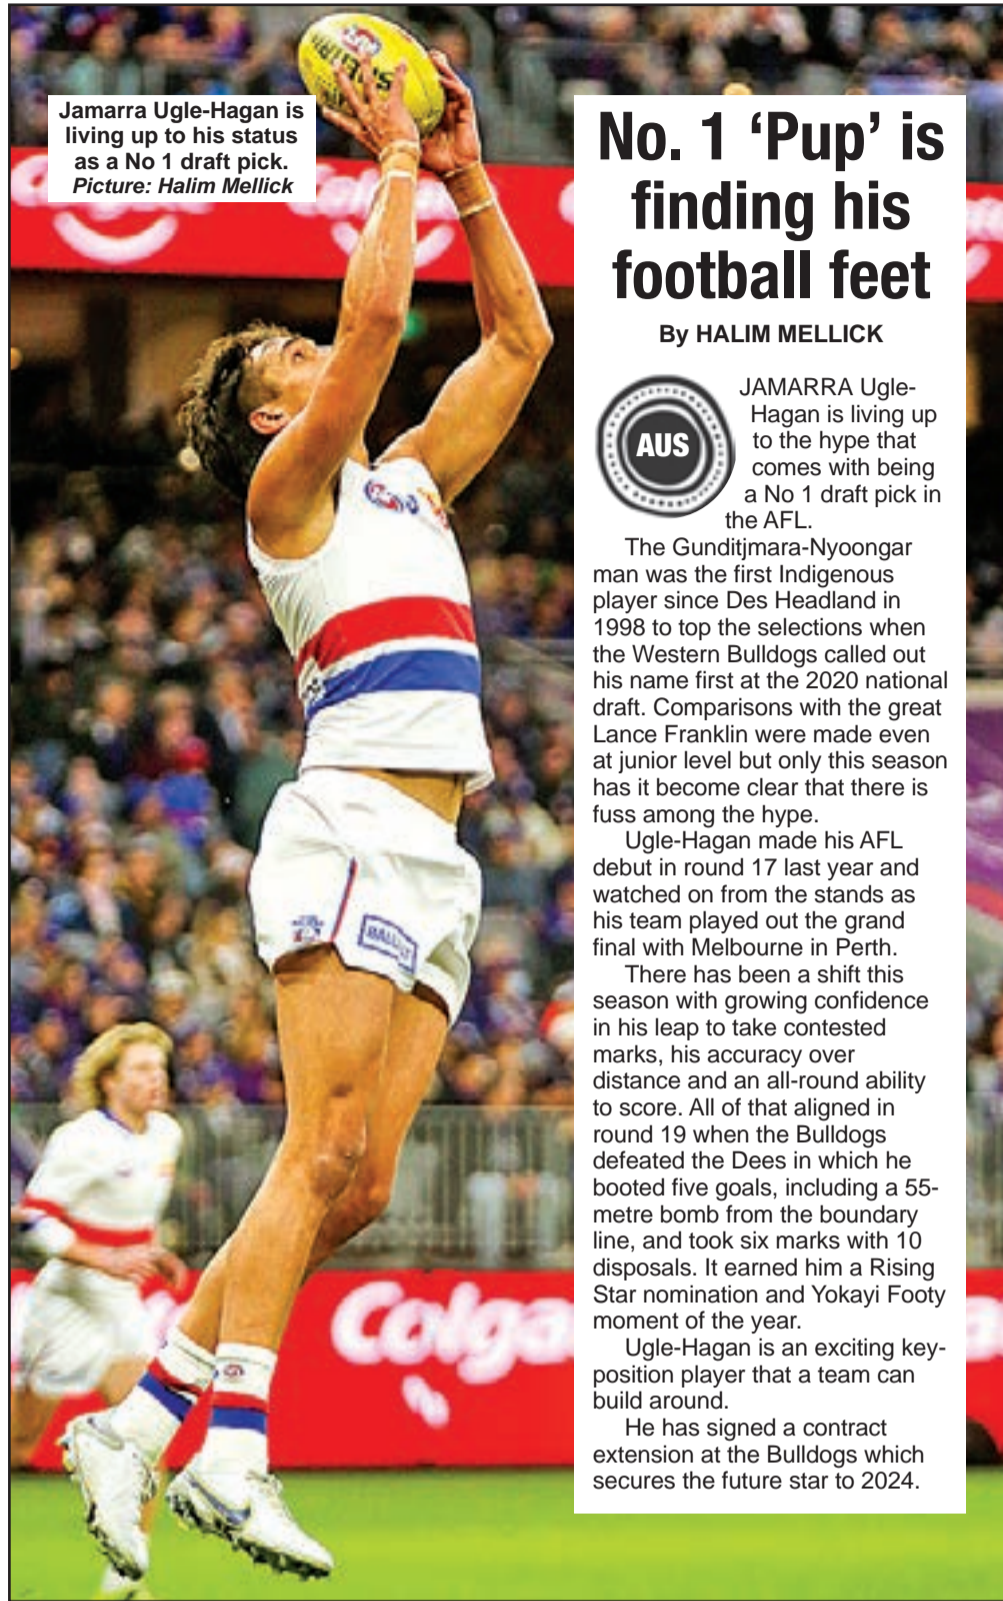 Jamarra Ugle-Hagan is
living up to his status
as a No 1 draft pick.
Picture: Halim Mellick
No. 1 ‘Pup’ is
finding his
football feet
By HALIM MELLICK
AUS
JAMARRA Ugle-
Hagan is living up
to the hype that
comes with being
a No 1 draft pick in
the AFL.
The Gunditjmara-Nyoongar
man was the first Indigenous
player since Des Headland in
1998 to top the selections when
the Western Bulldogs called out
his name first at the 2020 national
draft. Comparisons with the great
Lance Franklin were made even
at junior level but only this season
has it become clear that there is
fuss among the hype.
Ugle-Hagan made his AFL
debut in round 17 last year and
watched on from the stands as
his team played out the grand
final with Melbourne in Perth.
There has been a shift this
season with growing confidence
in his leap to take contested
marks, his accuracy over
distance and an all-round ability
to score. All of that aligned in
round 19 when the Bulldogs
defeated the Dees in which he
booted five goals, including a 55-
metre bomb from the boundary
line, and took six marks with 10
disposals. It earned him a Rising
Star nomination and Yokayi Footy
moment of the year.
Ugle-Hagan is an exciting key-
position player that a team can
build around.
He has signed a contract
extension at the Bulldogs which
secures the future star to 2024.
Colga